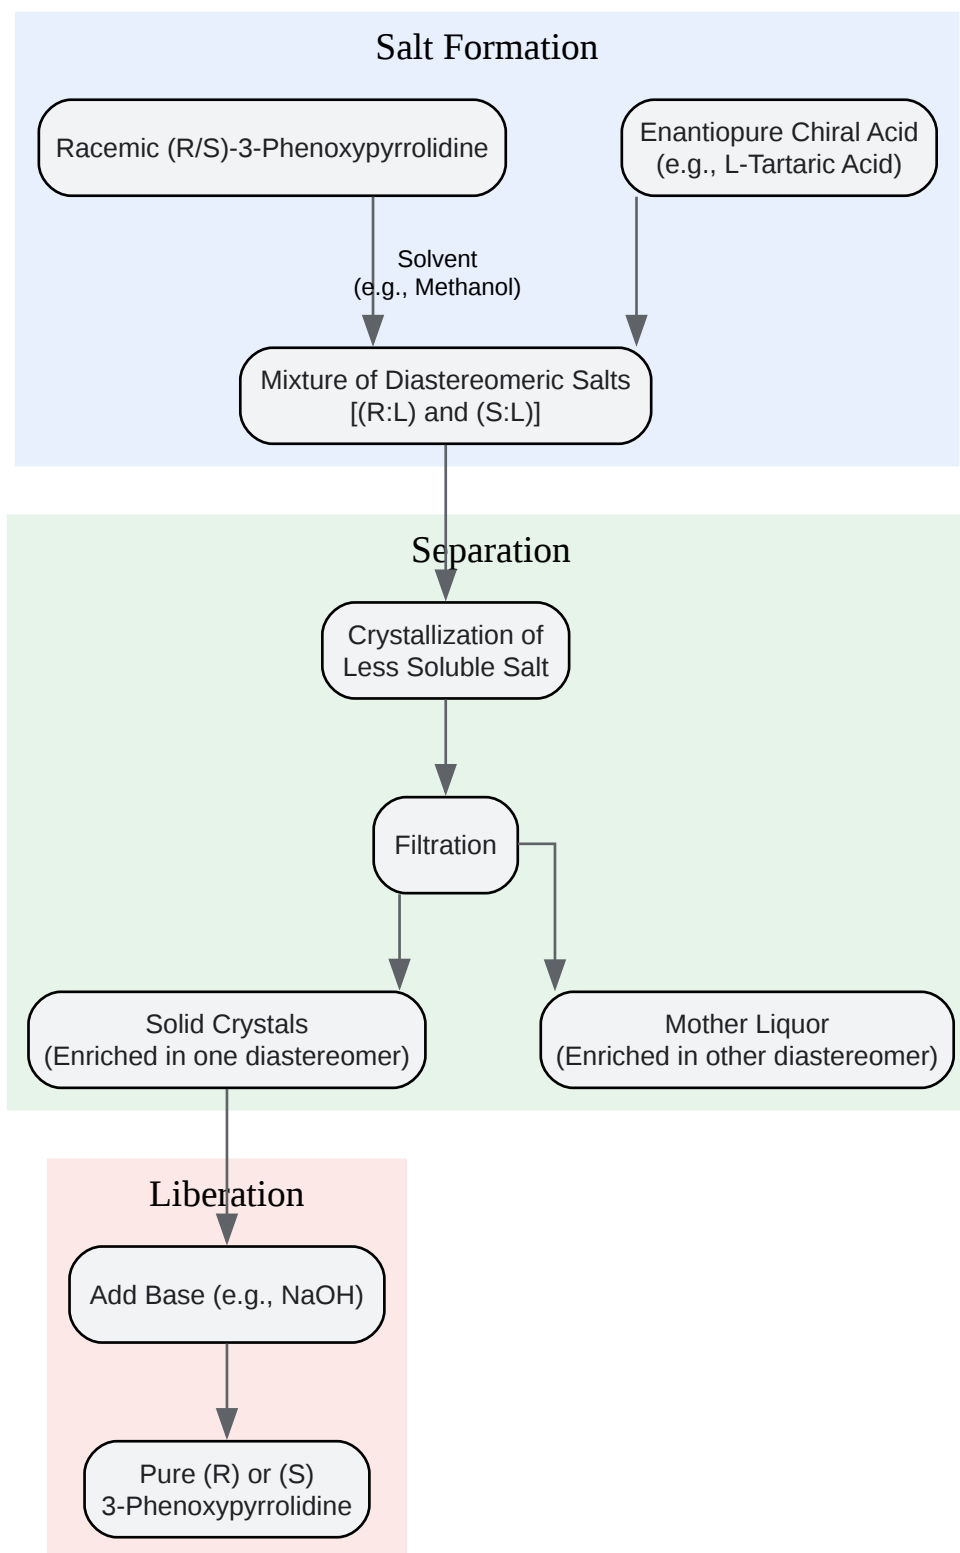 Salt Formation
Racemic (R/S)-3-Phenoxypyrrolidine
Enantiopure Chiral Acid
(e.g., L-Tartaric Acid)
Solvent
(e.g., Methanol)
Mixture of Diastereomeric Salts
[(R:L) and (S:L)]
Separation
Crystallization of
Less Soluble Salt
Filtration
Solid Crystals
(Enriched in one diastereomer)
Mother Liquor
(Enriched in other diastereomer)
Liberation
Add Base (e.g., NaOH)
Pure (R) or (S)
3-Phenoxypyrrolidine